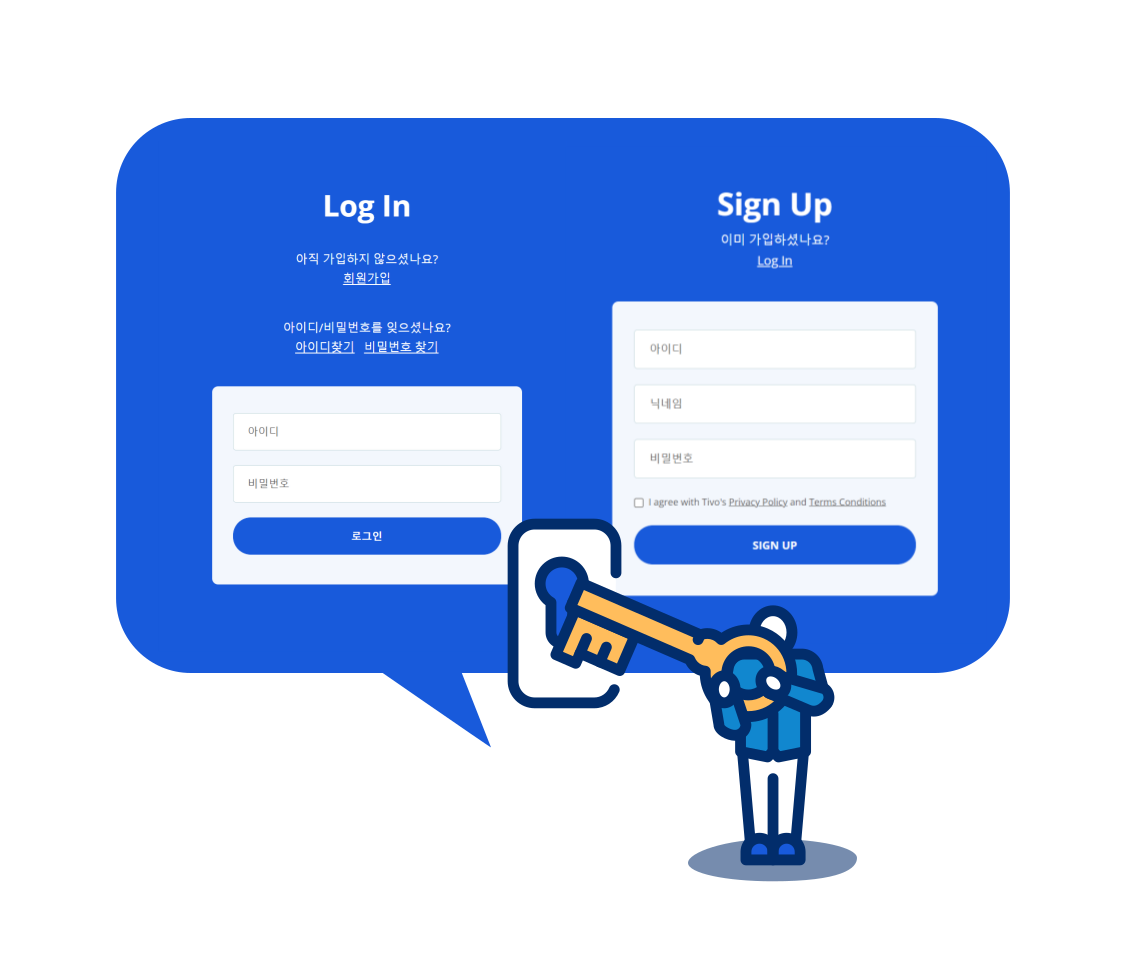 Log In
아직 가입하지 않으셨나요?
회원가입
아이디/비밀번호를 잊으셨나요?
아이디찾기 비밀번호 찾기
아이디
비밀번호
로그인
Sign Up
이미 가입하셨나요?
Log In
아이디
닉네임
비밀번호
I agree with Tivo's Privacy Policy and Terms Conditions
SIGN UP